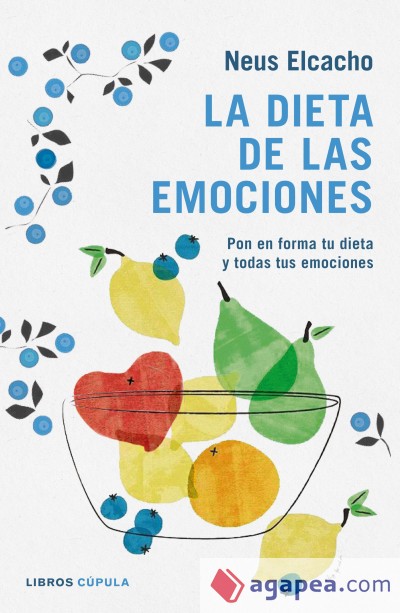 Neus Elcacho
LA DIETA
DE LAS
EMOCIONES
Pon en forma tu dieta
y todas tus emociones
LIBROS CÚPULA
agapea.com